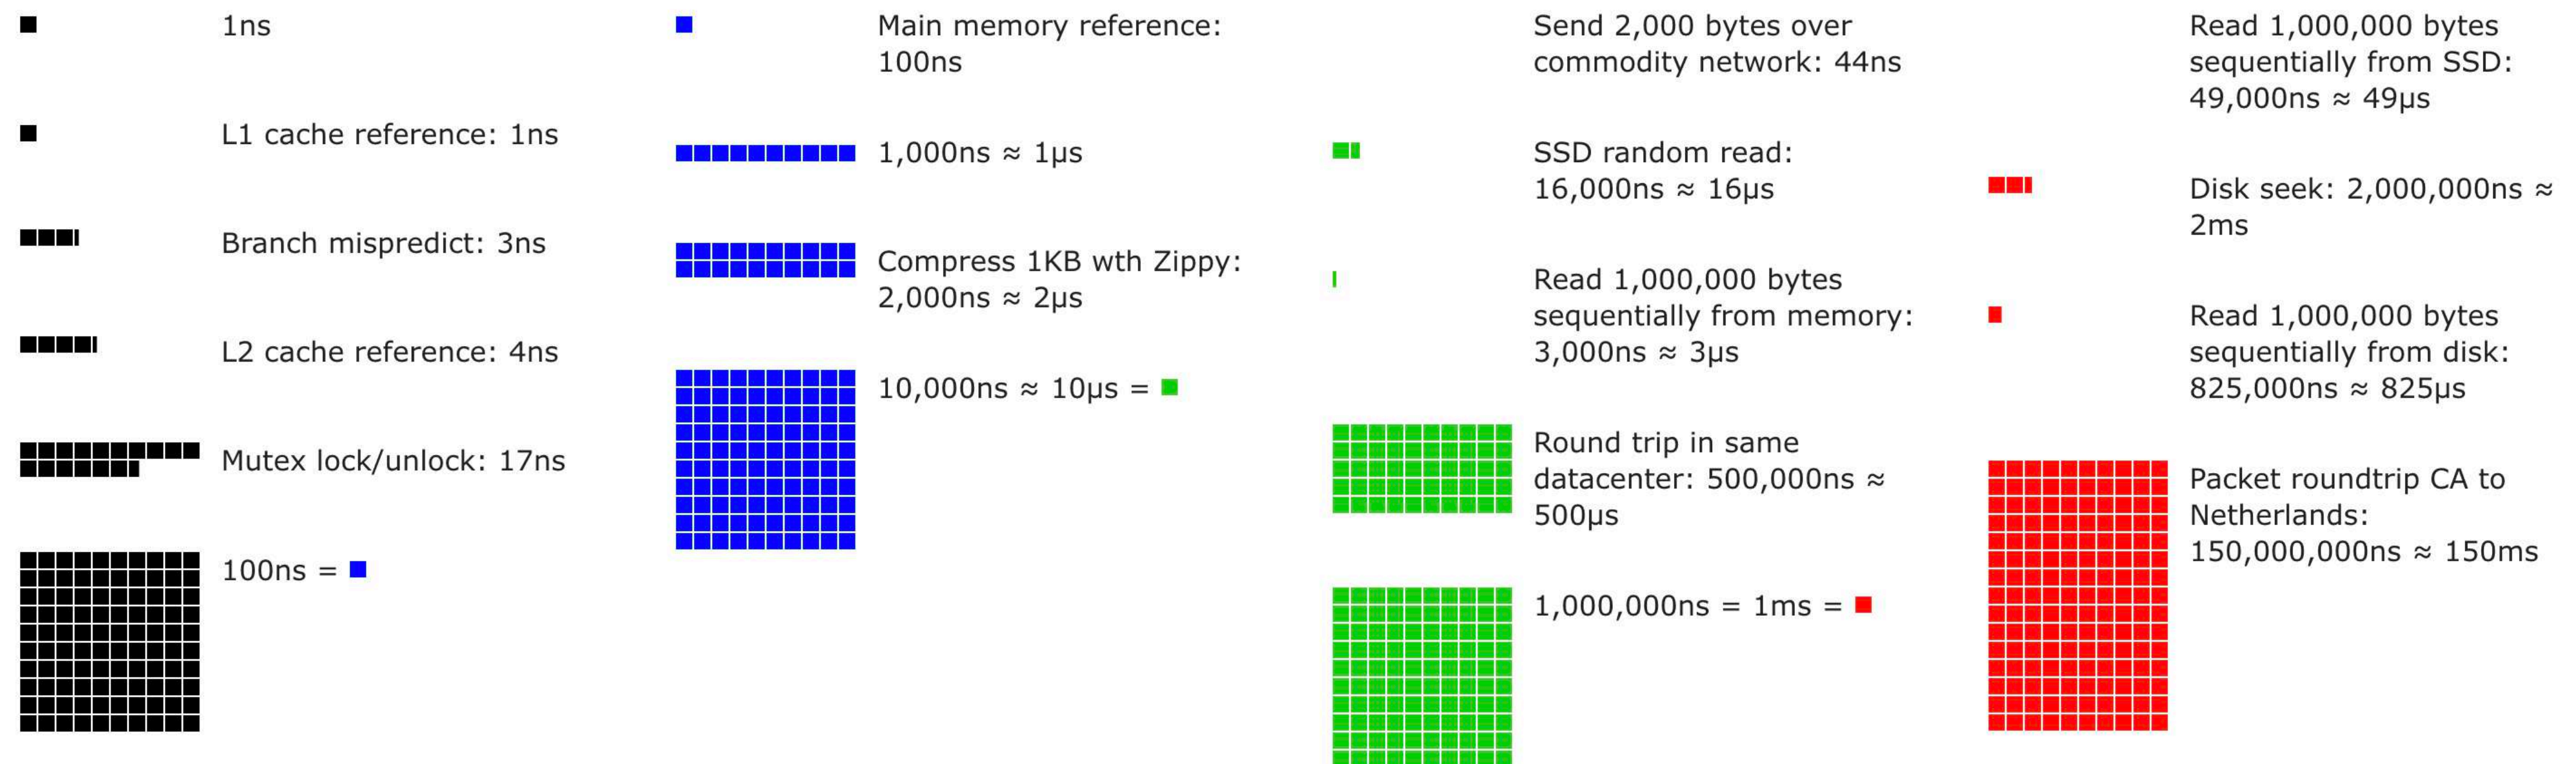 1ns
L1 cache reference: 1ns
Branch mispredict: 3ns
L2 cache reference: 4ns
Mutex lock/unlock: 17ns
100ns =
Main memory reference:
100ns
1,000ns ≈ 1μs
Compress 1KB wth Zippy:
2,000ns ≈ 2μs
10,000ns ≈ 10μs =
Send 2,000 bytes over
commodity network: 44ns
SSD random read:
16,000ns ≈ 16μs
Read 1,000,000 bytes
sequentially from memory:
3,000ns ≈ 3μs
Round trip in same
datacenter: 500,000ns ≈
500μs
1,000,000ns = 1ms =
Read 1,000,000 bytes
sequentially from SSD:
49,000ns ≈ 49μs
Disk seek: 2,000,000ns ≈
2ms
Read 1,000,000 bytes
sequentially from disk:
825,000ns ≈ 825μs
Packet roundtrip CA to
Netherlands:
150,000,000ns ≈ 150ms